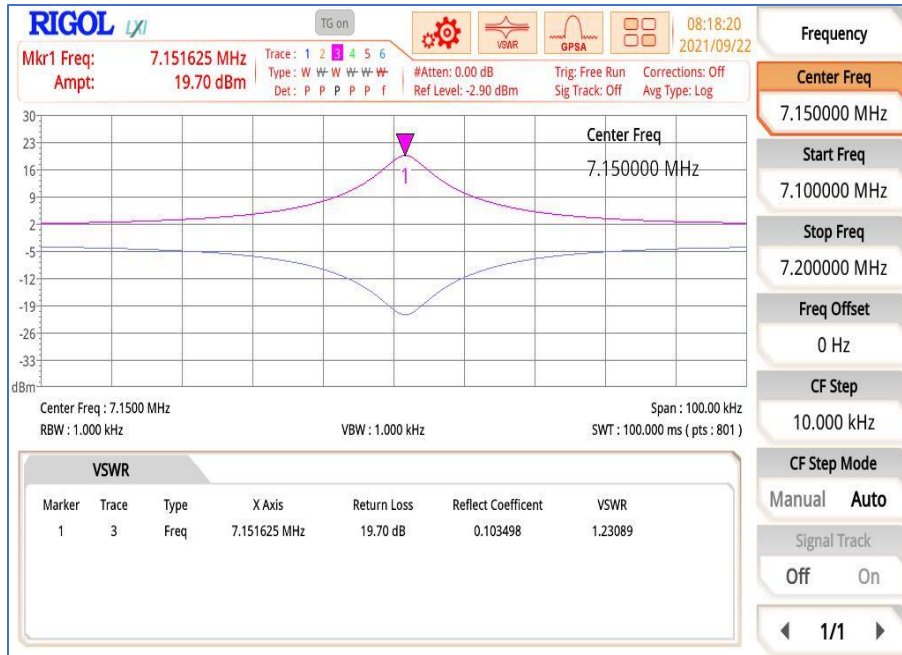 RIGOL LXI
TG on
VSWR
GPSA
08:18:20
2021/09/22
Mkr1 Freq: 7.151625 MHz
Ampt: 19.70 dBm
Trace : 1 2 3 4 5 6
Type : W W W W W W
Det : P P P P P f
#Atten: 0.00 dB
Ref Level: -2.90 dBm
Trig: Free Run
Sig Track: Off
Corrections: Off
Avg Type: Log
30
23
16
9
2
-5
-12
-19
-26
-33
dBm
Center Freq
7.150000 MHz
1
Center Freq : 7.1500 MHz
Span : 100.00 kHz
RBW : 1.000 kHz
VBW : 1.000 kHz
SWT : 100.000 ms ( pts : 801 )
VSWR
Marker Trace Type X Axis Return Loss Reflect Coefficent VSWR
1 3 Freq 7.151625 MHz 19.70 dB 0.103498 1.23089
Frequency
Center Freq
7.150000 MHz
Start Freq
7.100000 MHz
Stop Freq
7.200000 MHz
Freq Offset
0 Hz
CF Step
10.000 kHz
CF Step Mode
Manual Auto
Signal Track
Off On
1/1